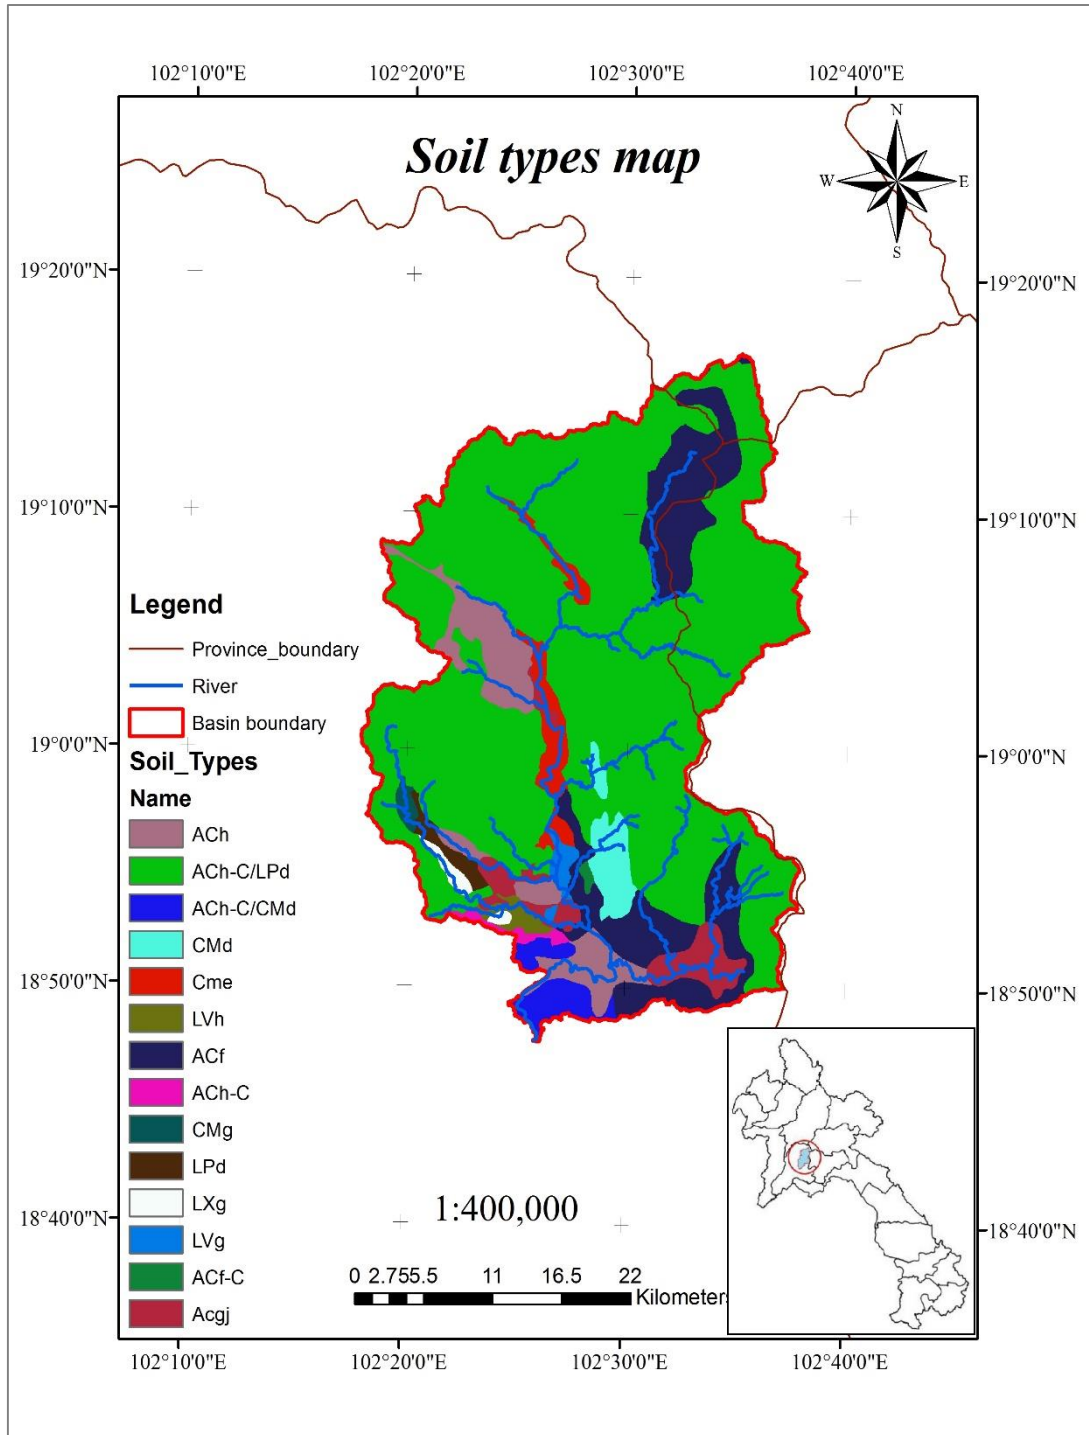 102°10'0"E 102°20'0"E 102°30'0"E 102°40'0"E
Soil types map
N
W E
S
19°20'0"N
19°20'0"N
19°10'0"N
19°10'0"N
Legend
Province_boundary
River
Basin boundary
19°0'0"N
19°0'0"N
Soil_Types
Name
ACh
ACh-C/LPd
ACh-C/CMd
CMd
Cme
18°50'0"N
18°50'0"N
LVh
ACf
ACh-C
CMg
LPd
LXg
18°40'0"N
18°40'0"N
LVg
ACf-C
Acgj
1:400,000
0 2.755.5 11 16.5 22
Kilometers
102°10'0"E 102°20'0"E 102°30'0"E 102°40'0"E